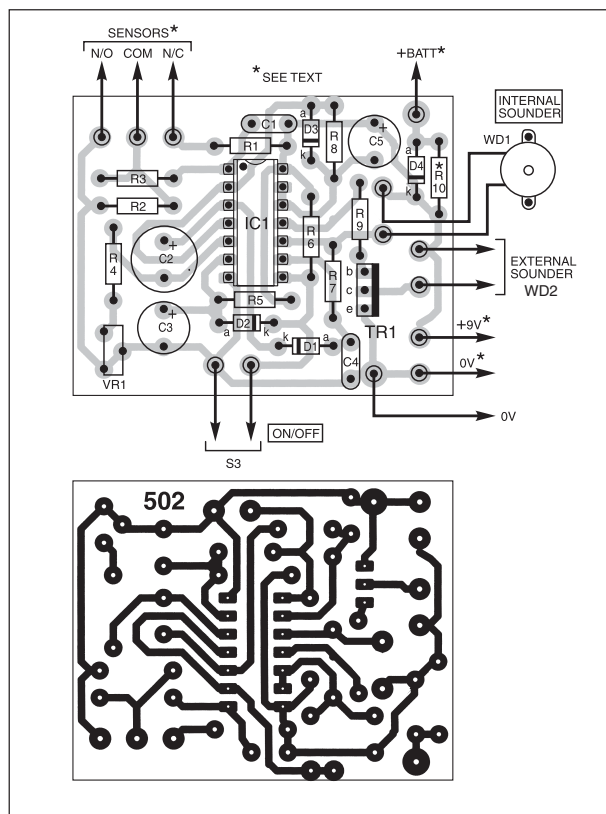 SENSORS*
N/O COM N/C
*SEE TEXT
+BATT*
INTERNAL
SOUNDER
WD1
C1
a
D3
k
R8
+
C5
a
D4
k
*R10
R1
R3
R2
IC1
R4
+
C2
R6
R9
R7
b
c
e
TR1
EXTERNAL
SOUNDER
WD2
+
C3
R5
a D2 k
k D1 a
C4
VR1
+9V*
0V*
0V
ON/OFF
S3
502